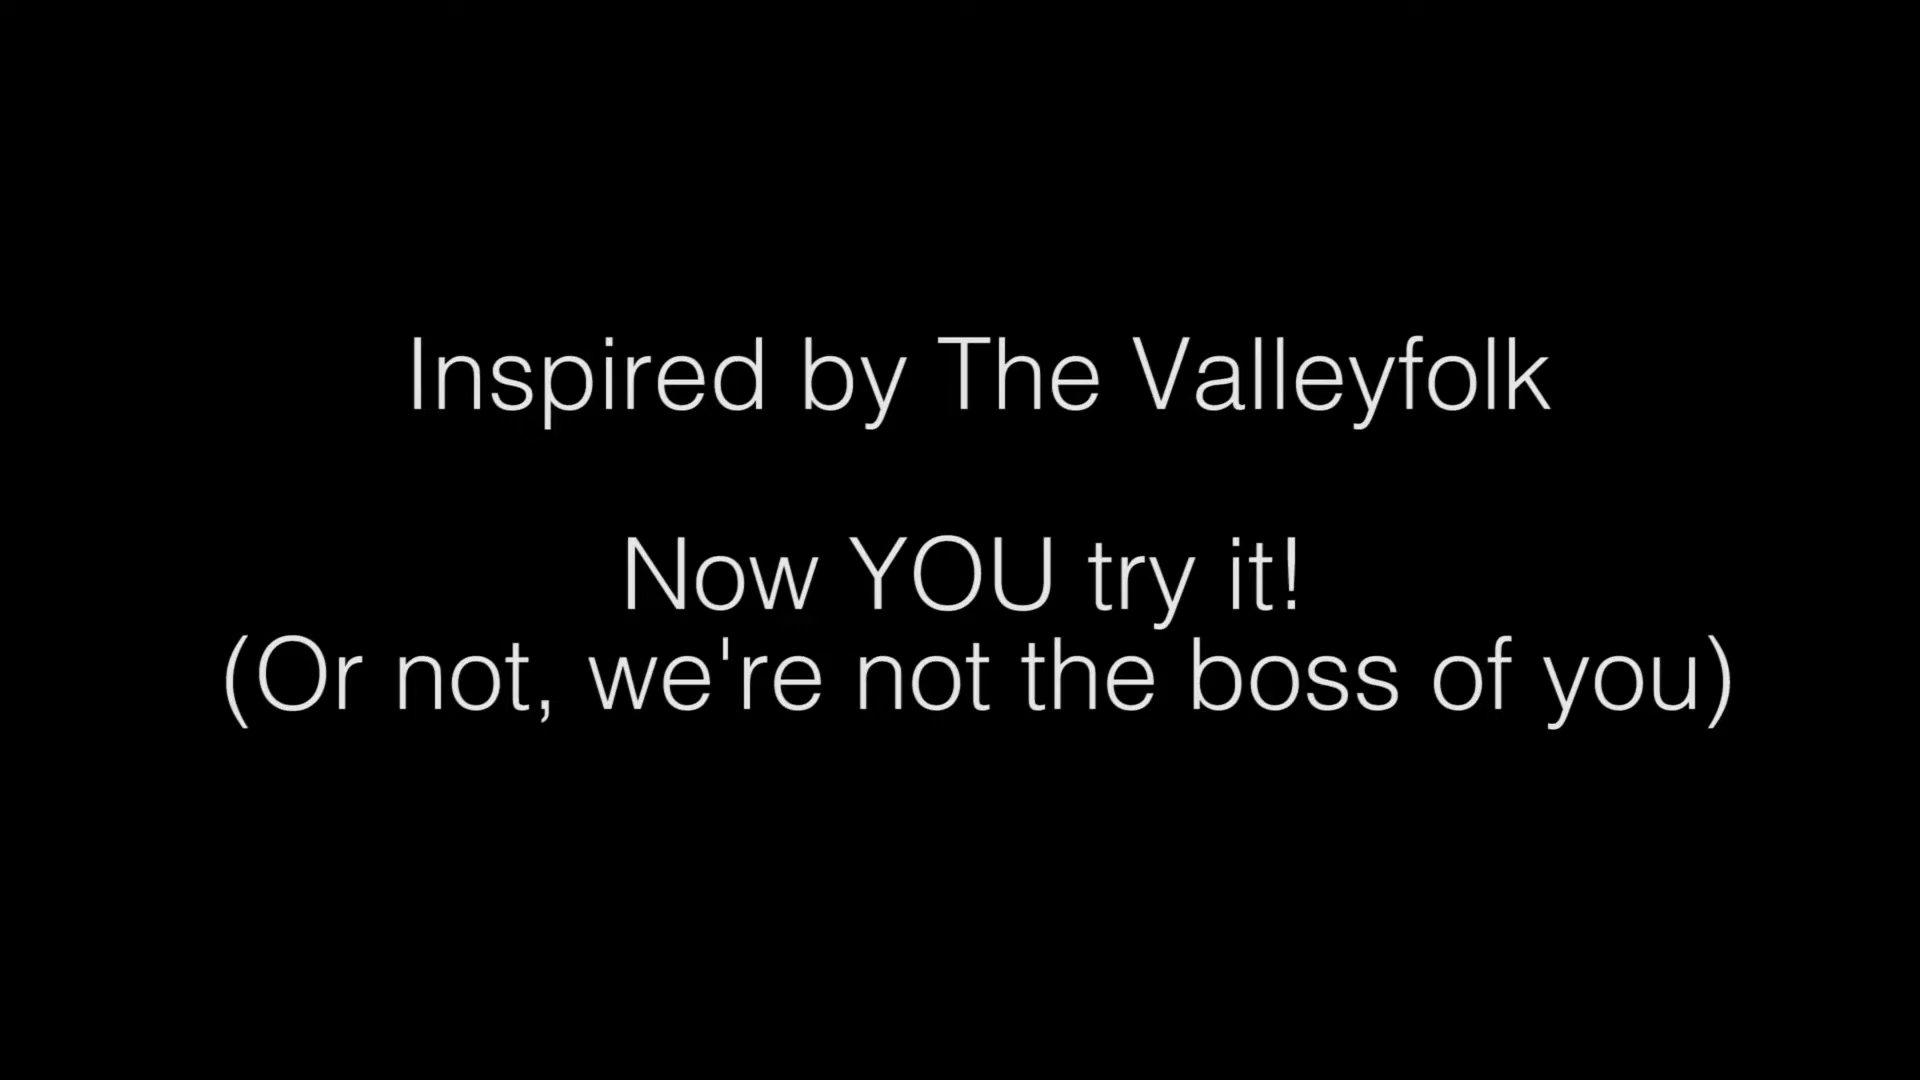 Inspired by The Valleyfolk
Now YOU try it!
(Or not, we're not the boss of you)